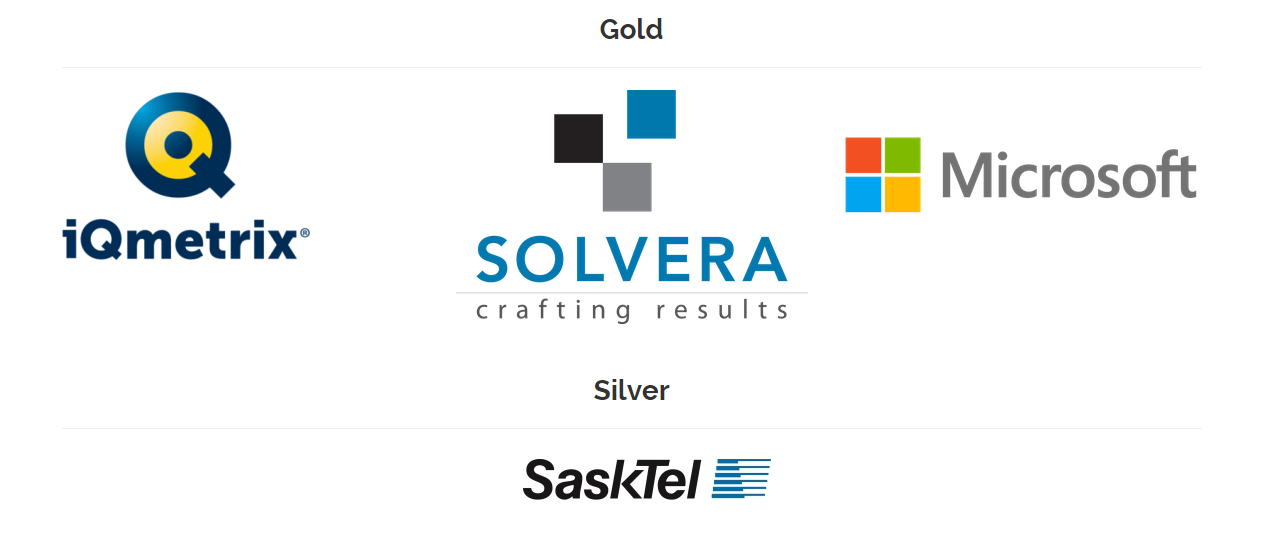 Gold
iQmetrix®
SOLVERA
crafting results
Microsoft
Silver
SaskTel